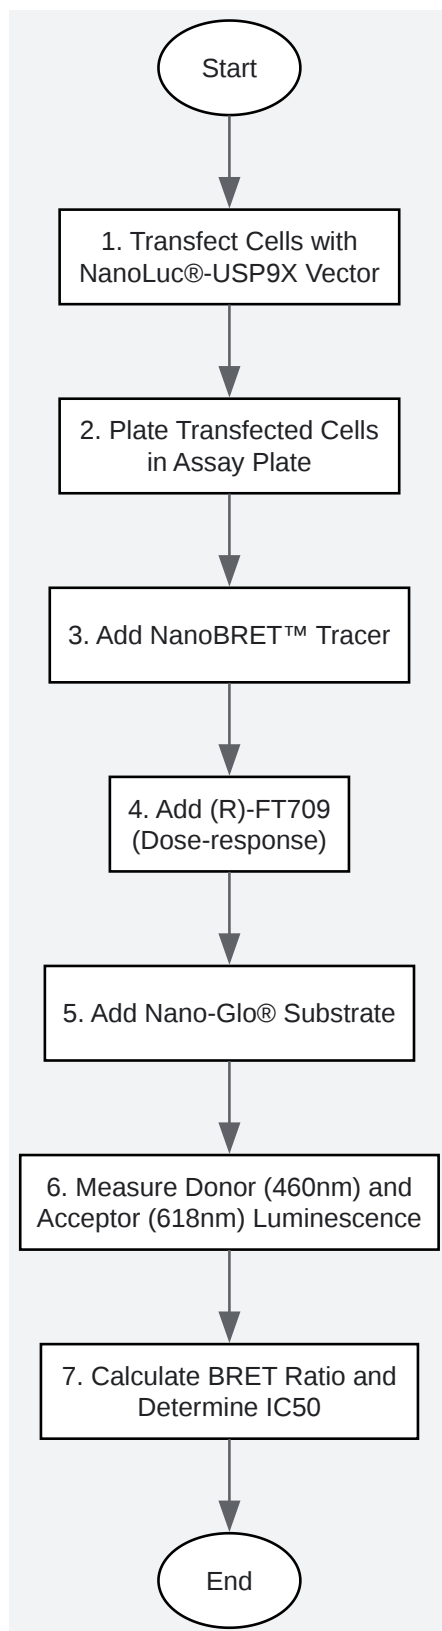 Start
1. Transfect Cells with
NanoLuc®-USP9X Vector
2. Plate Transfected Cells
in Assay Plate
3. Add NanoBRET™ Tracer
4. Add (R)-FT709
(Dose-response)
5. Add Nano-Glo® Substrate
6. Measure Donor (460nm) and
Acceptor (618nm) Luminescence
7. Calculate BRET Ratio and
Determine IC50
End